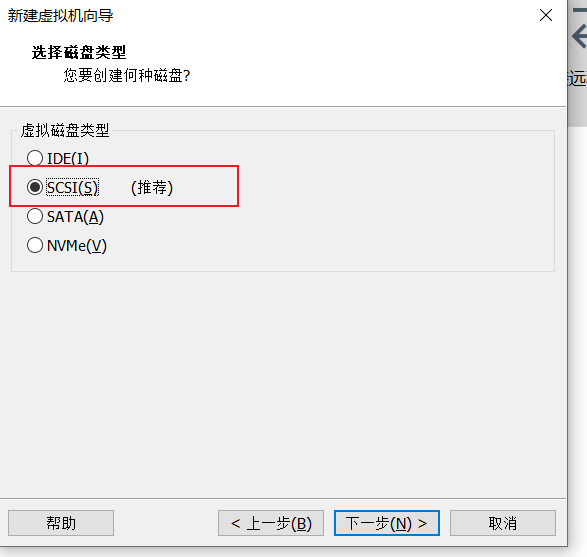 新建虚拟机向导
选择磁盘类型
您要创建何种磁盘?
远
虚拟磁盘类型
IDE(I)
SCSI(S) (推荐)
SATA(A)
NVMe(V)
帮助 < 上一步(B) 下一步(N) > 取消